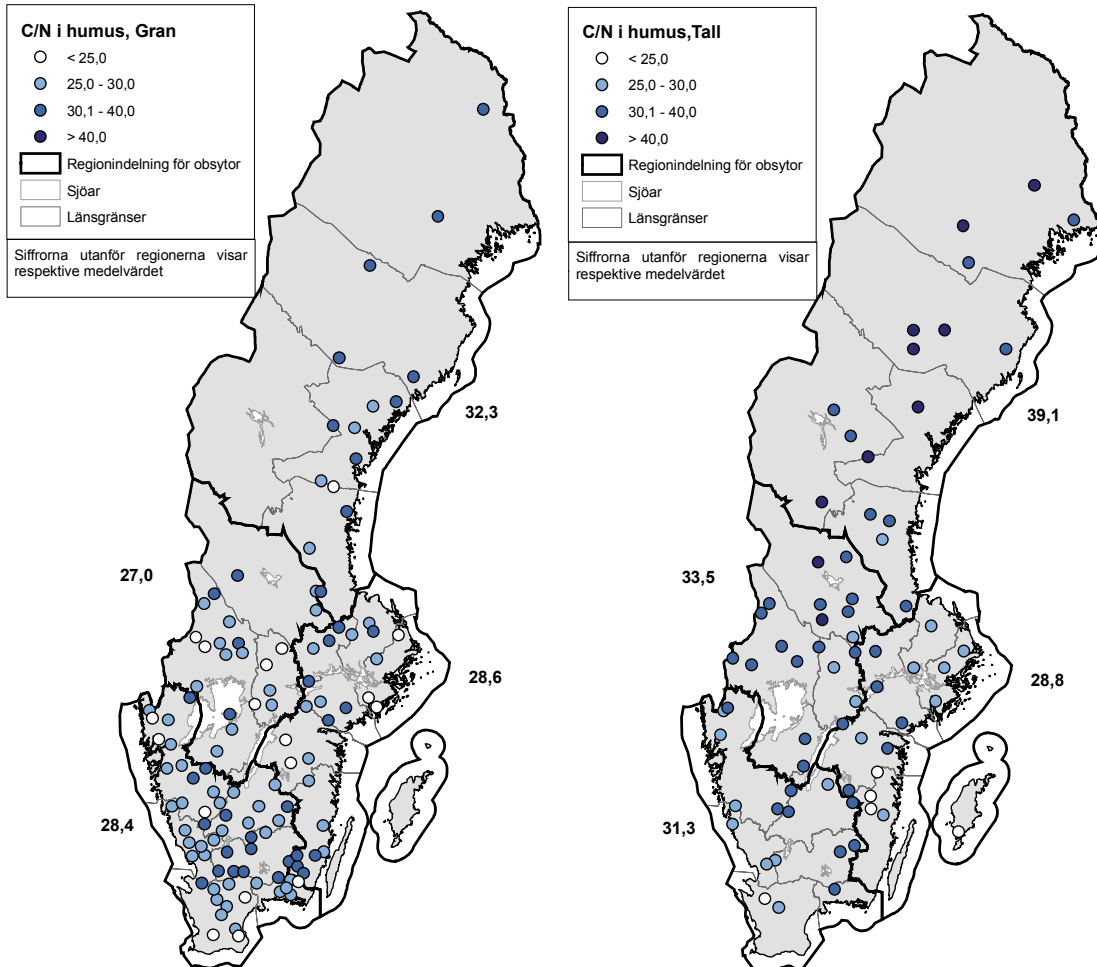 C/N i humus, Gran
< 25,0
25,0 - 30,0
30,1 - 40,0
> 40,0
Regionindelning för obsytor
Sjöar
Länsgränser
Siffrorna utanför regionerna visar
respektive medelvärdet
32,3
27,0
28,6
28,4
C/N i humus,Tall
< 25,0
25,0 - 30,0
30,1 - 40,0
> 40,0
Regionindelning för obsytor
Sjöar
Länsgränser
Siffrorna utanför regionerna visar
respektive medelvärdet
39,1
33,5
28,8
31,3